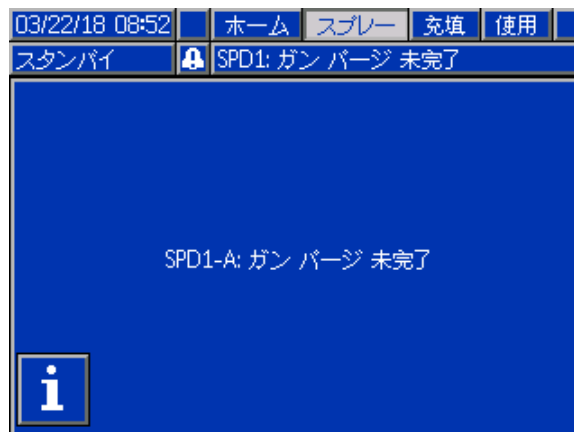 03/22/18 08:52 ホーム スプレー 充填 使用
スタンバイ SPD1: ガン パージ 未完了
SPD1-A: ガン パージ 未完了
i